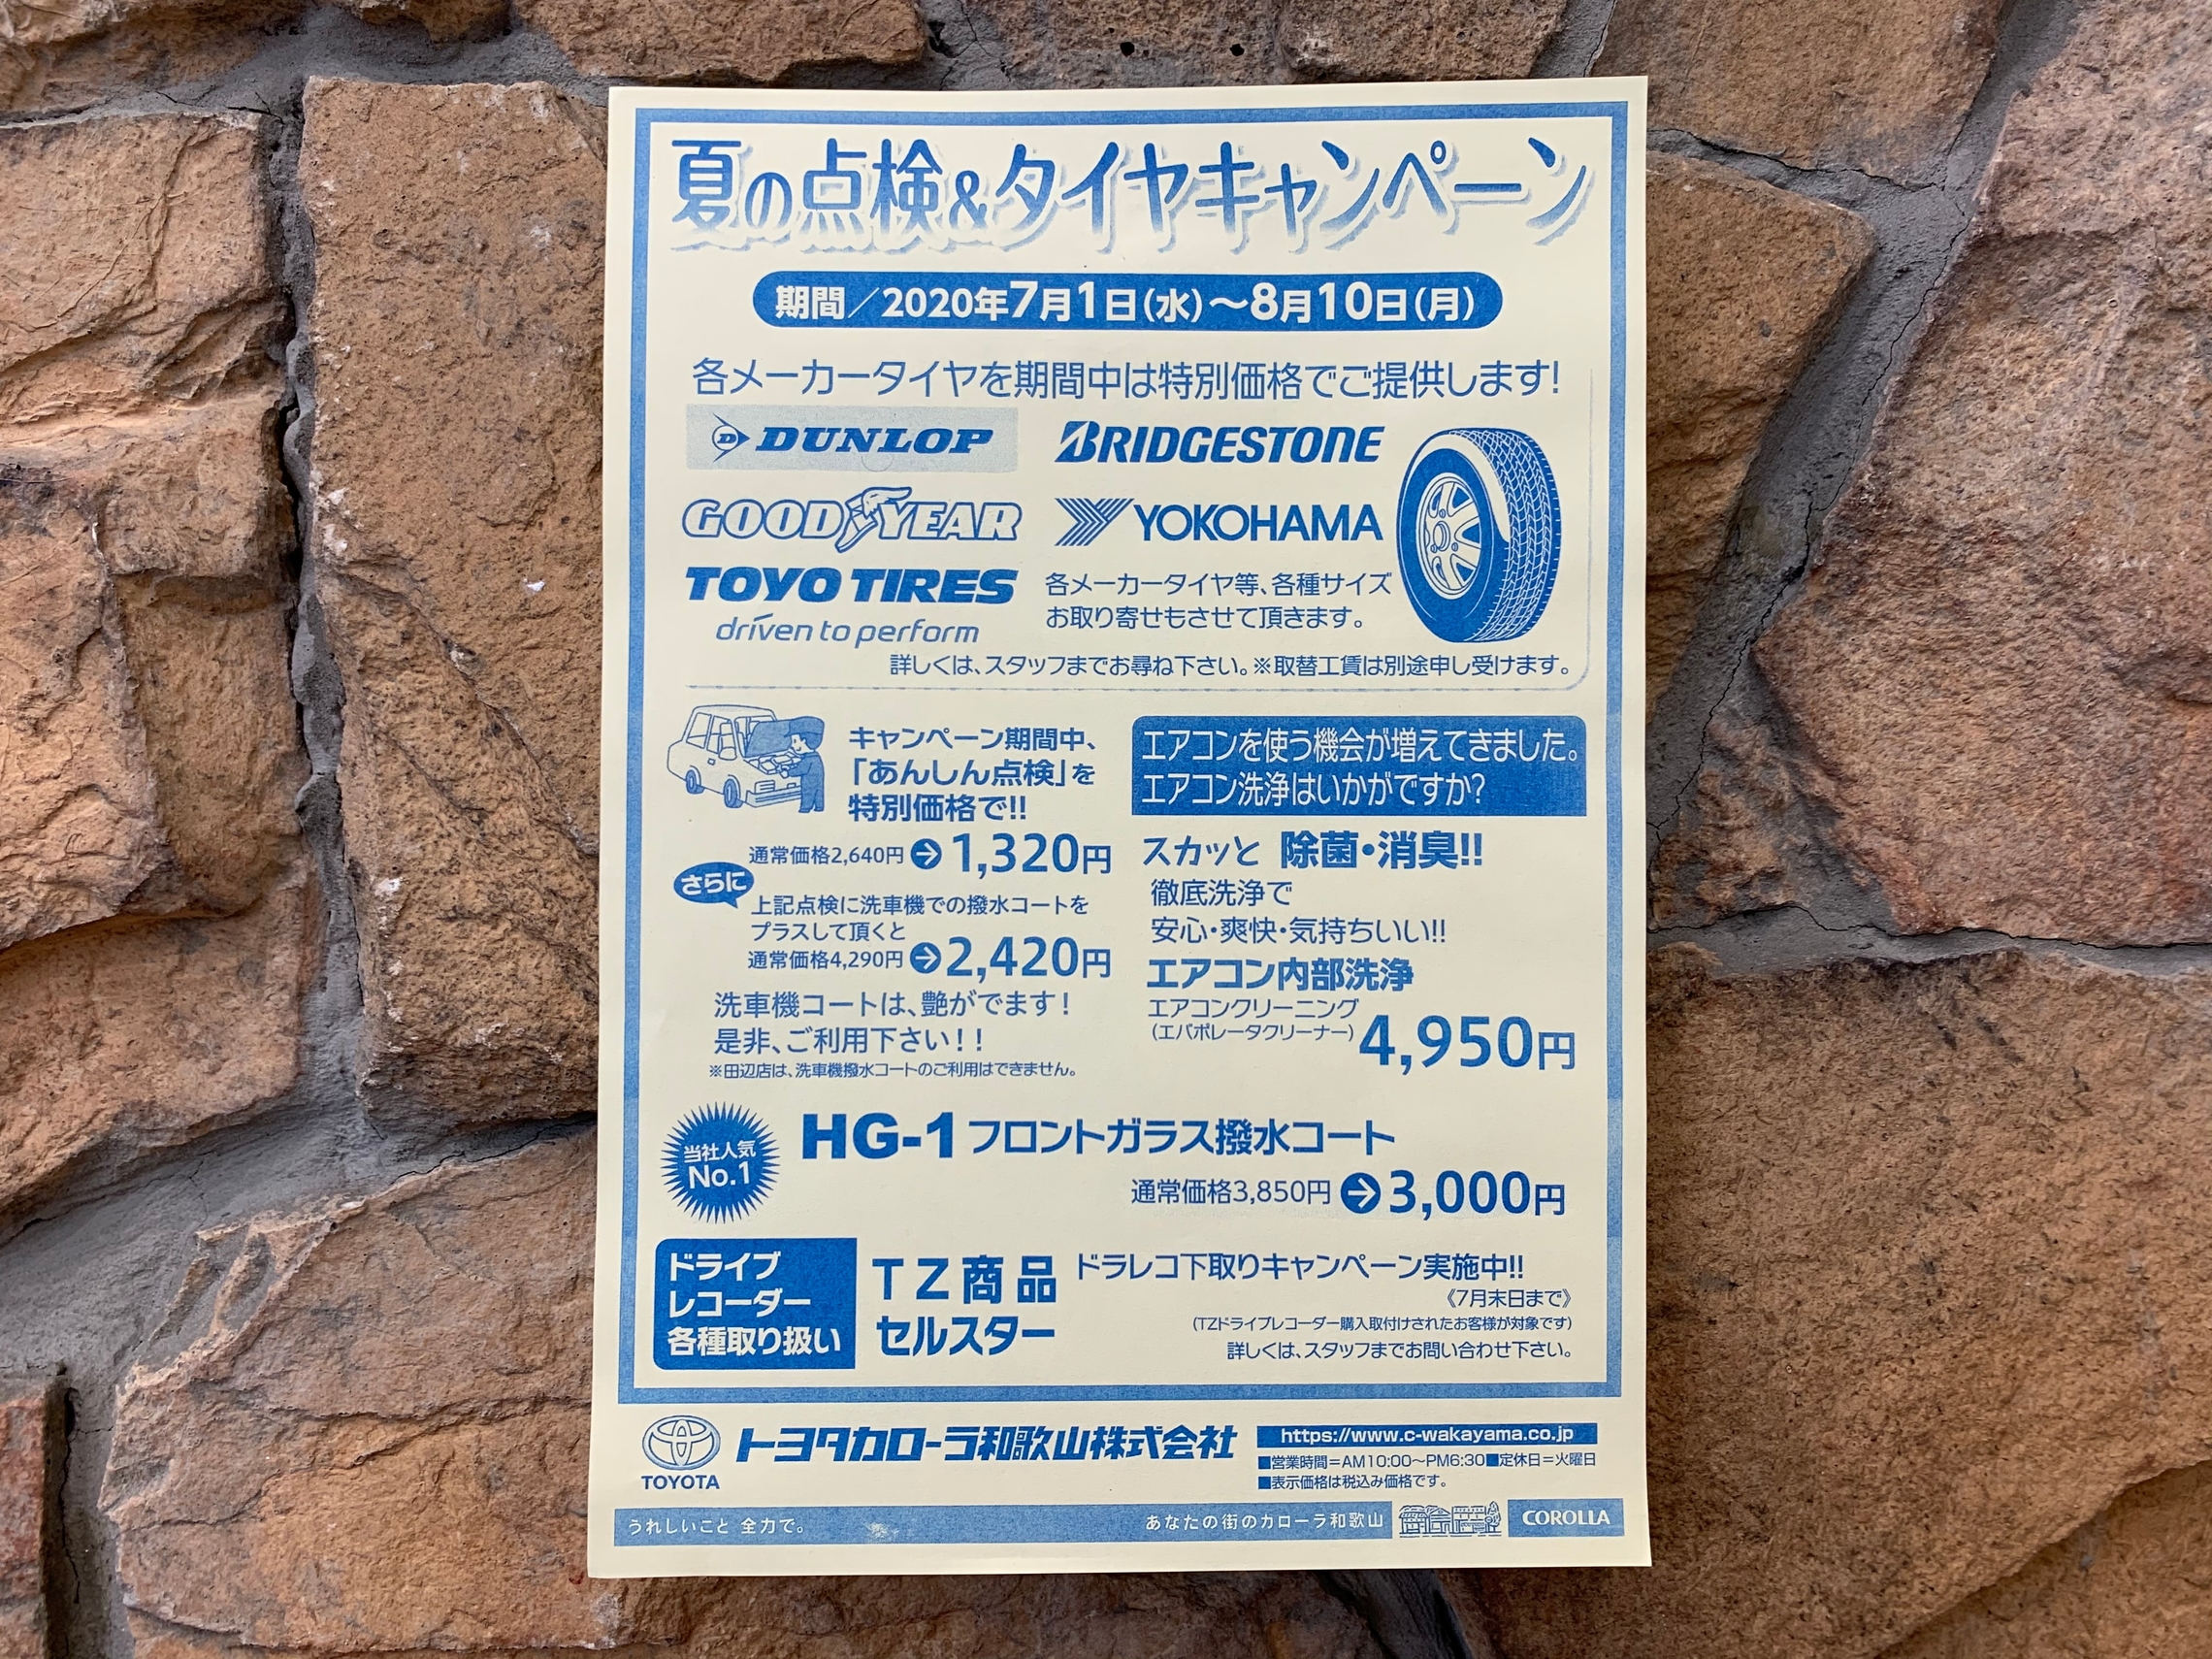 夏の点検&タイヤキャンペーン
期間／2020年7月1日(水)～8月10日(月)
各メーカータイヤを期間中は特別価格でご提供します!
DUNLOP
BRIDGESTONE
GOODYEAR
YOKOHAMA
TOYO TIRES
driven to perform
各メーカータイヤ等、各種サイズ
お取り寄せもさせて頂きます。
詳しくは、スタッフまでお尋ね下さい。※取替工賃は別途申し受けます。
キャンペーン期間中、
「あんしん点検」を
特別価格で!!
通常価格2,640円➔1,320円
さらに
上記点検に洗車機での撥水コートを
プラスして頂くと
通常価格4,290円➔2,420円
洗車機コートは、艶がでます!
是非、ご利用下さい!!
※田辺店は、洗車機撥水コートのご利用はできません。
エアコンを使う機会が増えてきました。
エアコン洗浄はいかがですか?
スカッと 除菌・消臭!!
徹底洗浄で
安心・爽快・気持ちいい!!
エアコン内部洗浄
エアコンクリーニング
(エバポレータクリーナー) 4,950円
当社人気
No.1
HG-1フロントガラス撥水コート
通常価格3,850円➔3,000円
ドライブ
レコーダー
各種取り扱い
TZ商品
セルスター
ドラレコ下取りキャンペーン実施中!!
《7月末日まで》
(TZドライブレコーダー購入取付けされたお客様が対象です)
詳しくは、スタッフまでお問い合わせ下さい。
TOYOTA
トヨタカローラ和歌山株式会社
https://www.c-wakayama.co.jp
■営業時間=AM10:00～PM6:30■定休日=火曜日
■表示価格は税込み価格です。
うれしいこと 全力で。
あなたの街のカローラ和歌山
COROLLA